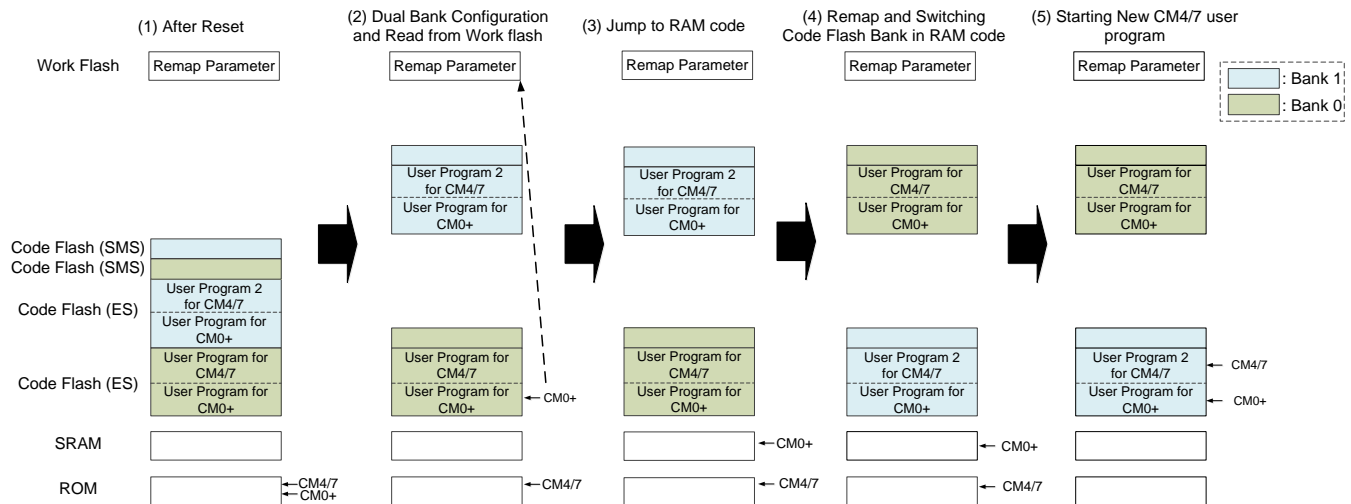 (1) After Reset
(2) Dual Bank Configuration
and Read from Work flash
(3) Jump to RAM code
(4) Remap and Switching
Code Flash Bank in RAM code
(5) Starting New CM4/7 user
program
Work Flash
Remap Parameter
Remap Parameter
Remap Parameter
Remap Parameter
Remap Parameter
: Bank 1
: Bank 0
User Program 2
for CM4/7
User Program for
CM0+
User Program 2
for CM4/7
User Program for
CM0+
User Program for
CM4/7
User Program for
CM0+
User Program for
CM4/7
User Program for
CM0+
Code Flash (SMS)
Code Flash (SMS)
Code Flash (ES)
User Program 2
for CM4/7
User Program for
CM0+
Code Flash (ES)
User Program for
CM4/7
User Program for
CM0+
User Program for
CM4/7
User Program for
CM0+
CM0+
User Program for
CM4/7
User Program for
CM0+
User Program 2
for CM4/7
User Program for
CM0+
User Program 2
for CM4/7
User Program for
CM0+
CM4/7
CM0+
SRAM
CM0+
CM0+
ROM
CM4/7
CM0+
CM4/7
CM4/7
CM4/7